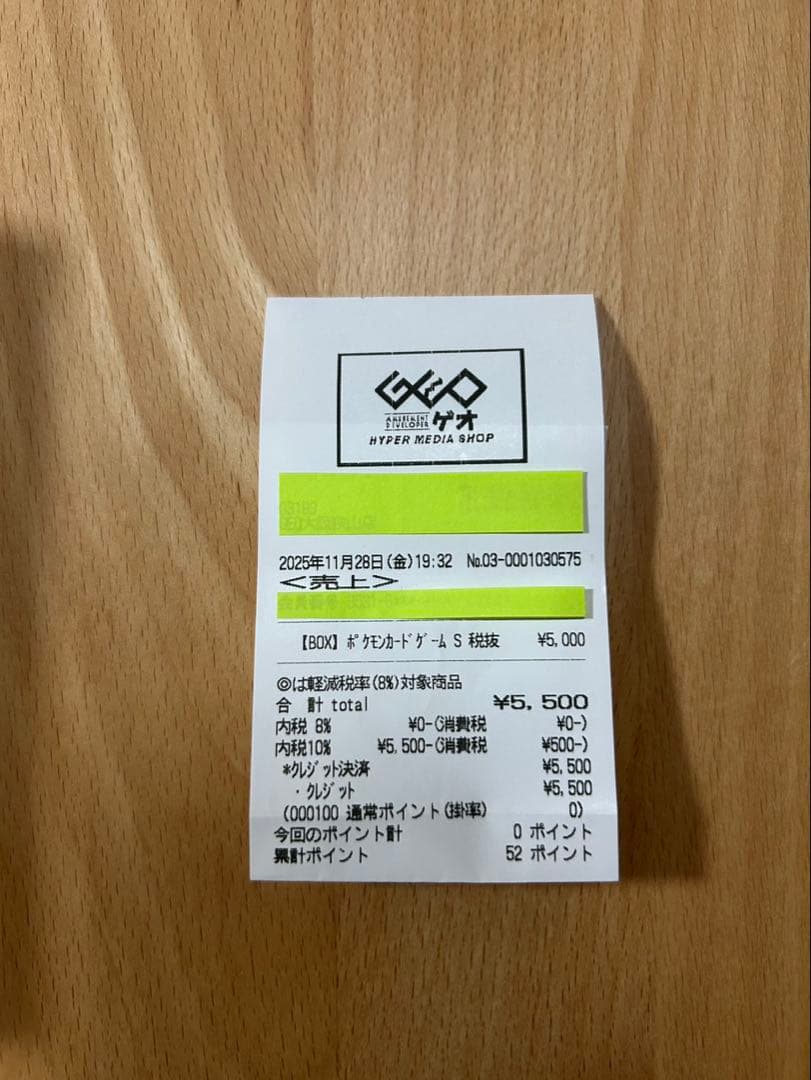 GEO
AMUSEMENT
DEVELOPER ゲオ
HYPER MEDIA SHOP
2025年11月28日(金)19:32 №03-0001030575
<売上>
【BOX】ポケモンカードゲーム S 税抜 ¥5,000
◎は軽減税率(8%)対象商品
合 計 total ¥5,500
内税 8% ¥0-(消費税 ¥0-)
内税10% ¥5,500-(消費税 ¥500-)
*クレジット決済 ¥5,500
・クレジット ¥5,500
(000100 通常ポイント(掛率) 0)
今回のポイント計 0 ポイント
累計ポイント 52 ポイント